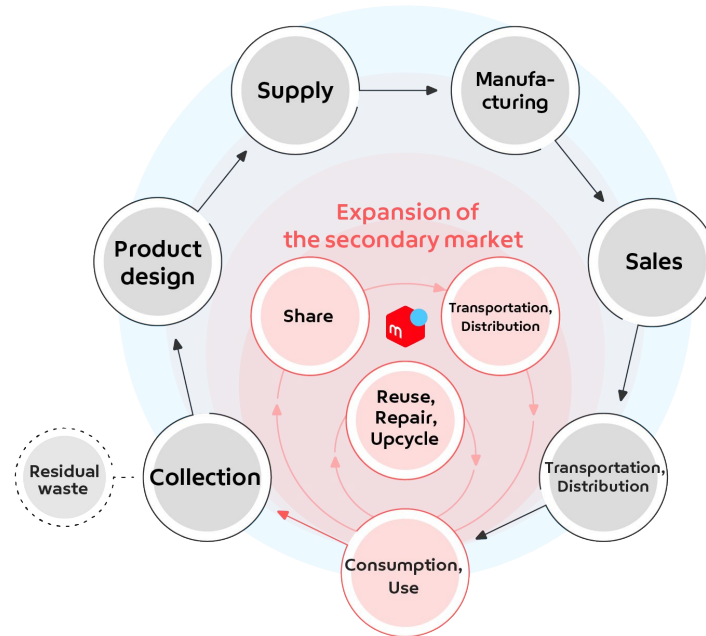 Supply
Manufa-
cturing
Expansion of
the secondary market
Product
design
Sales
Share
Transportation,
Distribution
m
Reuse,
Repair,
Upcycle
Residual
waste
Collection
Transportation,
Distribution
Consumption,
Use